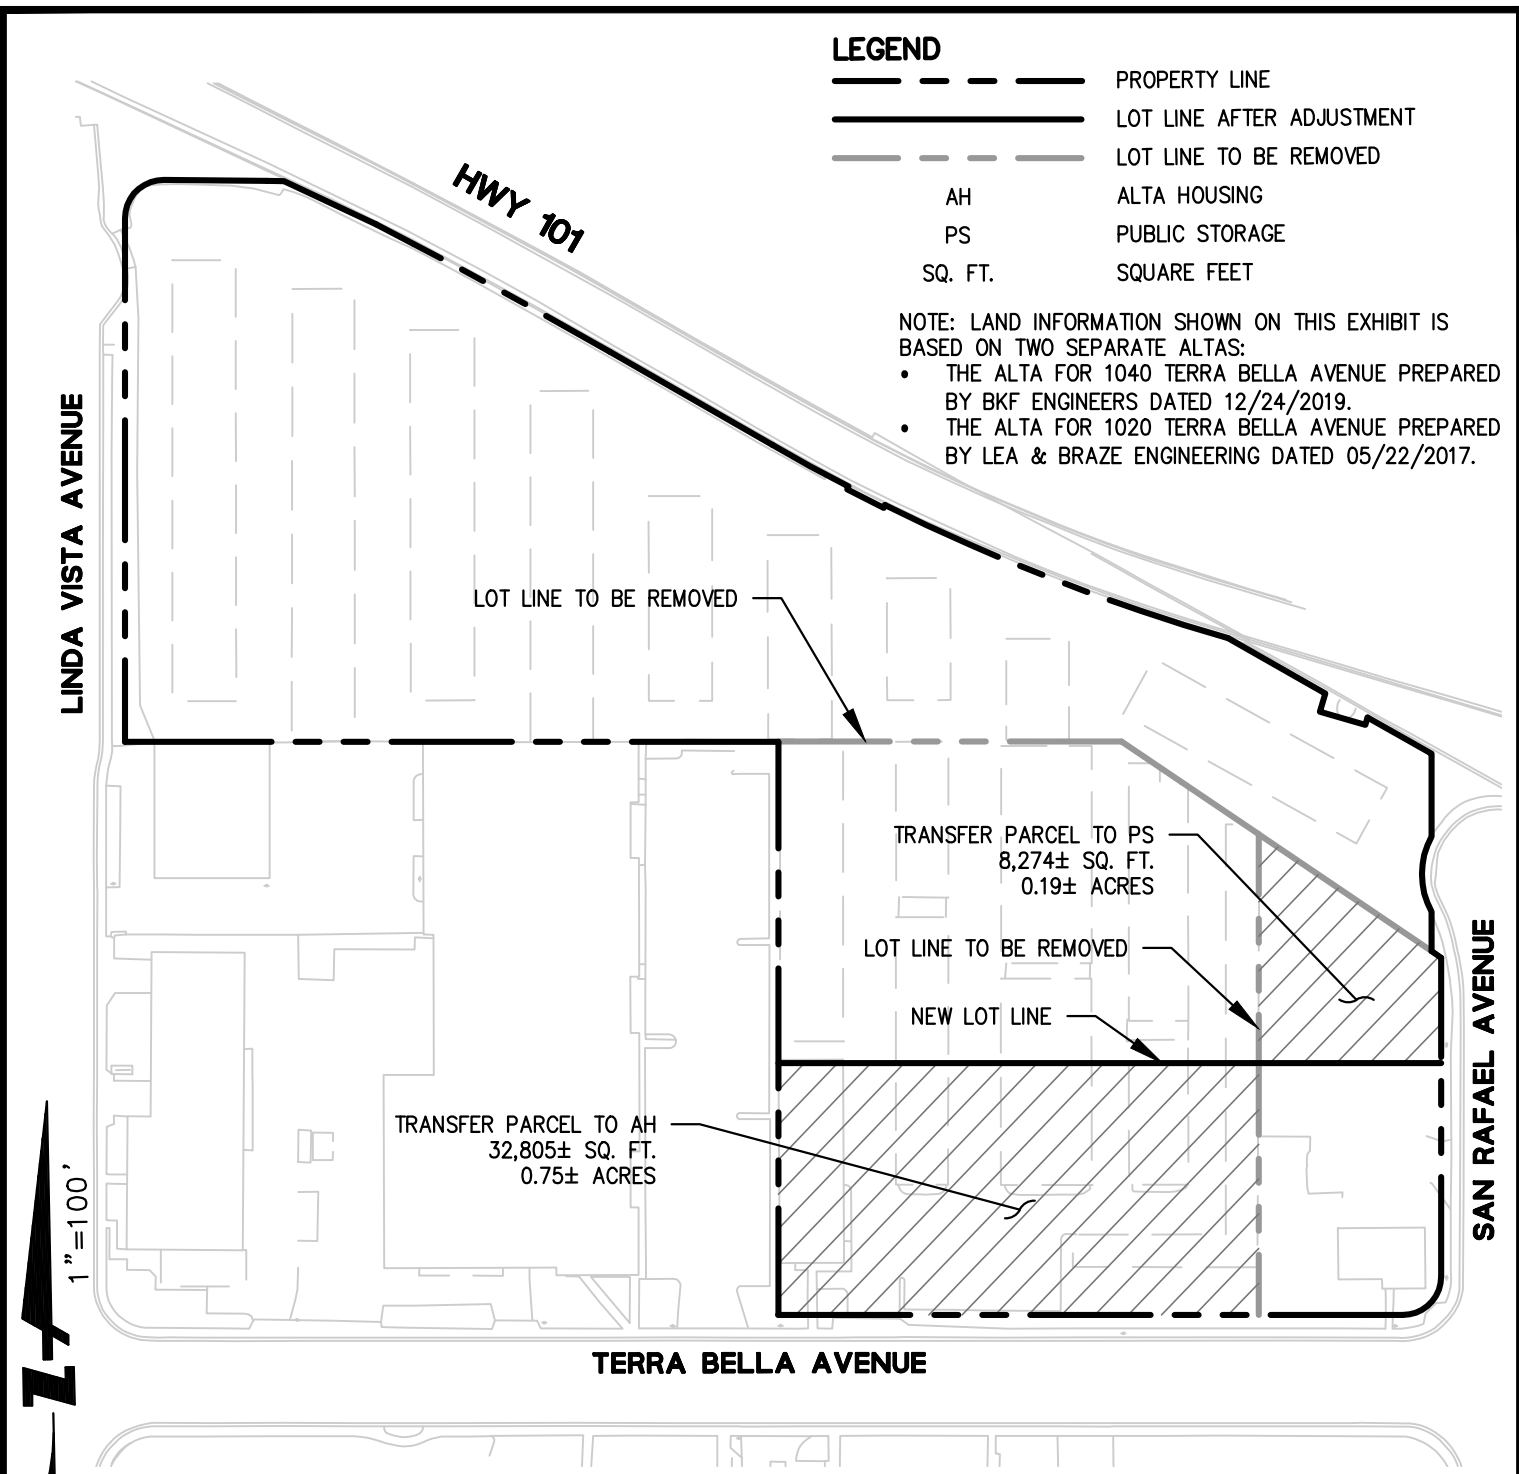 LEGEND
PROPERTY LINE
LOT LINE AFTER ADJUSTMENT
LOT LINE TO BE REMOVED
AH ALTA HOUSING
PS PUBLIC STORAGE
SQ. FT. SQUARE FEET
NOTE: LAND INFORMATION SHOWN ON THIS EXHIBIT IS
BASED ON TWO SEPARATE ALTAS:
• THE ALTA FOR 1040 TERRA BELLA AVENUE PREPARED
BY BKF ENGINEERS DATED 12/24/2019.
• THE ALTA FOR 1020 TERRA BELLA AVENUE PREPARED
BY LEA & BRAZE ENGINEERING DATED 05/22/2017.
HWY 101
LINDA VISTA AVENUE
LOT LINE TO BE REMOVED
TRANSFER PARCEL TO PS
8,274± SQ. FT.
0.19± ACRES
LOT LINE TO BE REMOVED
NEW LOT LINE
SAN RAFAEL AVENUE
TRANSFER PARCEL TO AH
32,805± SQ. FT.
0.75± ACRES
1"=100'
Z
TERRA BELLA AVENUE